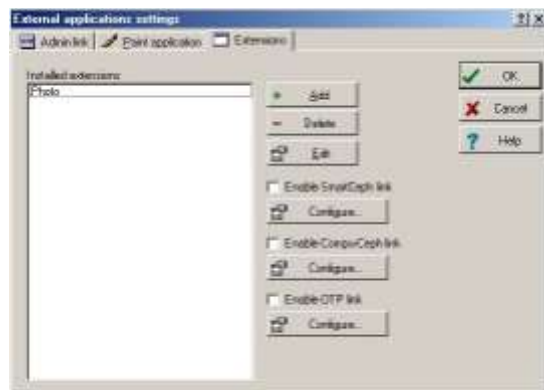 External applications settings
Admin link
Paint application
Extensions
Installed extensions
Photo
Add
Delete
Edit
OK
Cancel
Help
Enable SmartCeph link
Configure...
Enable CompuCeph link
Configure...
Enable OTP link
Configure...